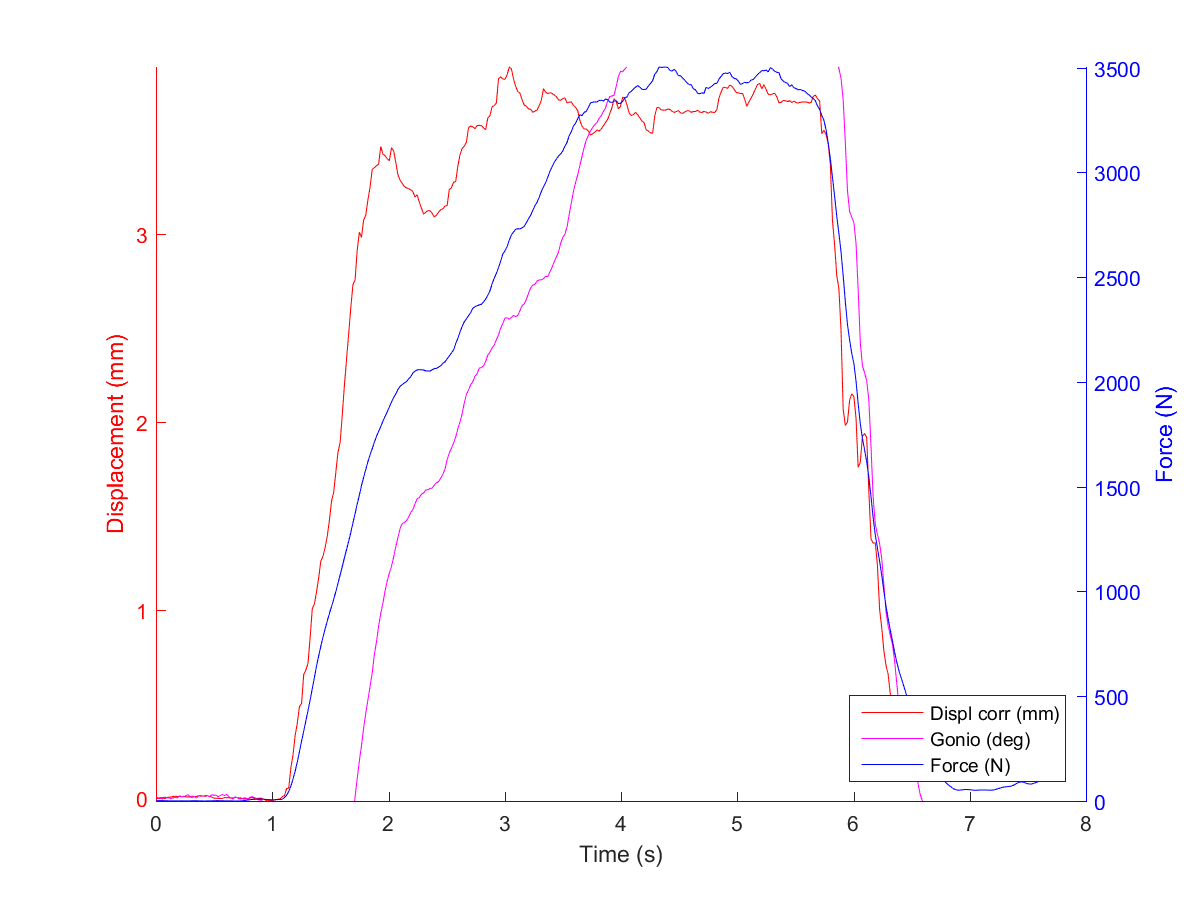 3500
3000
2500
2000
1500
1000
500
0
Force (N)
3
2
1
0
Displacement (mm)
Displ corr (mm)
Gonio (deg)
Force (N)
0 1 2 3 4 5 6 7 8
Time (s)